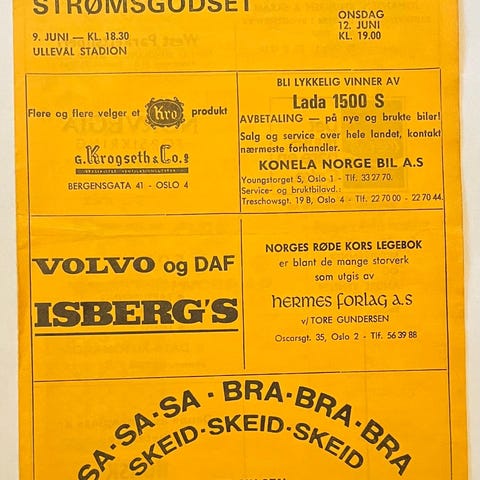 STRØMSGODSET
9. JUNI — KL. 18.30
ULLEVAL STADION
ONSDAG
12. JUNI
KL. 19.00
Flere og flere velger et Kro produkt
G. Krogseth & Co. A/S
BERGENSGATA 41 - OSLO 4
BLI LYKKELIG VINNER AV
Lada 1500 S
AVBETALING — på nye og brukte biler!
Salg og service over hele landet, kontakt
nærmeste forhandler.
KONELA NORGE BIL A.S
Youngstorget 5, Oslo 1 - Tlf. 33 27 70.
Service- og bruktbilavd.:
Treschowsgt. 19 B, Oslo 4 - Tlf. 22 70 00 - 22 70 44.
VOLVO og DAF
ISBERG'S
NORGES RØDE KORS LEGEBOK
er blant de mange storverk
som utgis av
HERMES FORLAG A.S
v/ TORE GUNDERSEN
Oscarsgt. 35, Oslo 2 - Tlf. 56 39 88
SA-SA-SA - BRA-BRA-BRA
SKEID-SKEID-SKEID